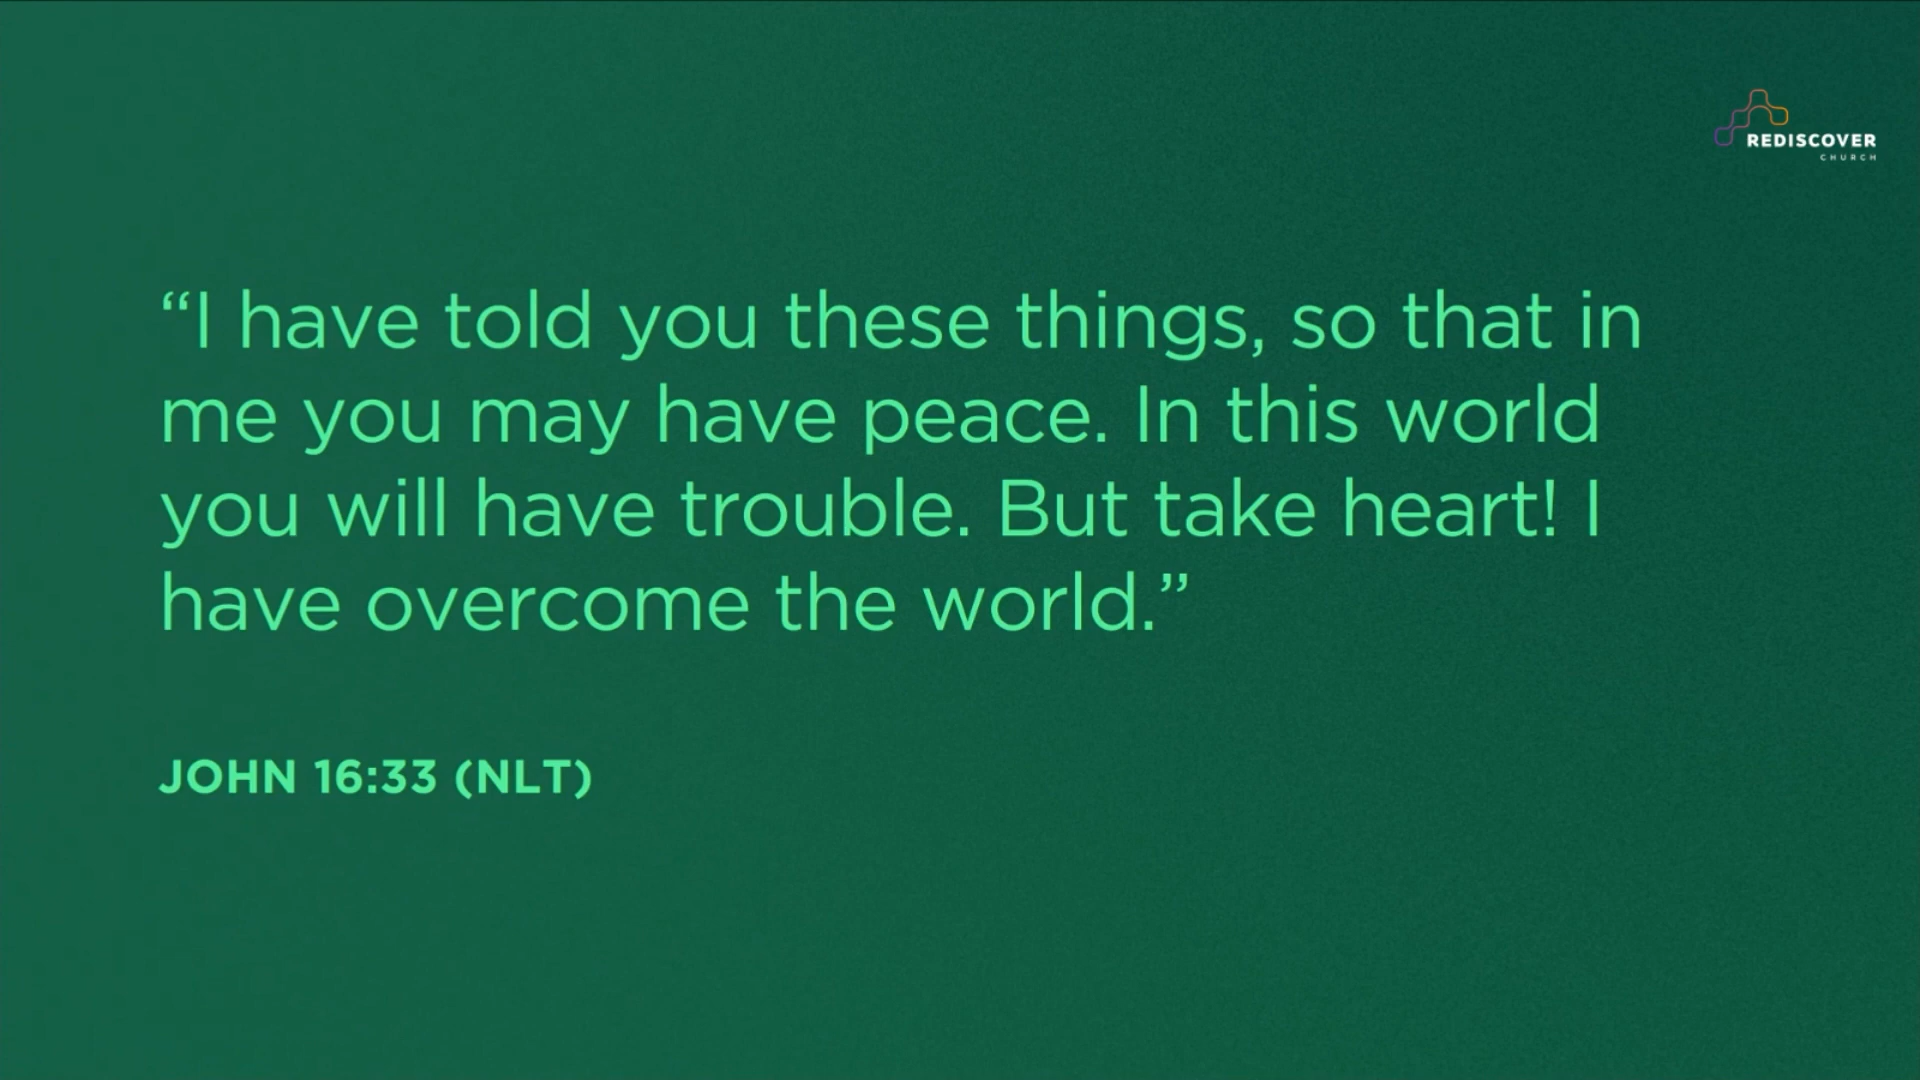 REDISCOVER
CHURCH
“I have told you these things, so that in
me you may have peace. In this world
you will have trouble. But take heart! I
have overcome the world.”
JOHN 16:33 (NLT)